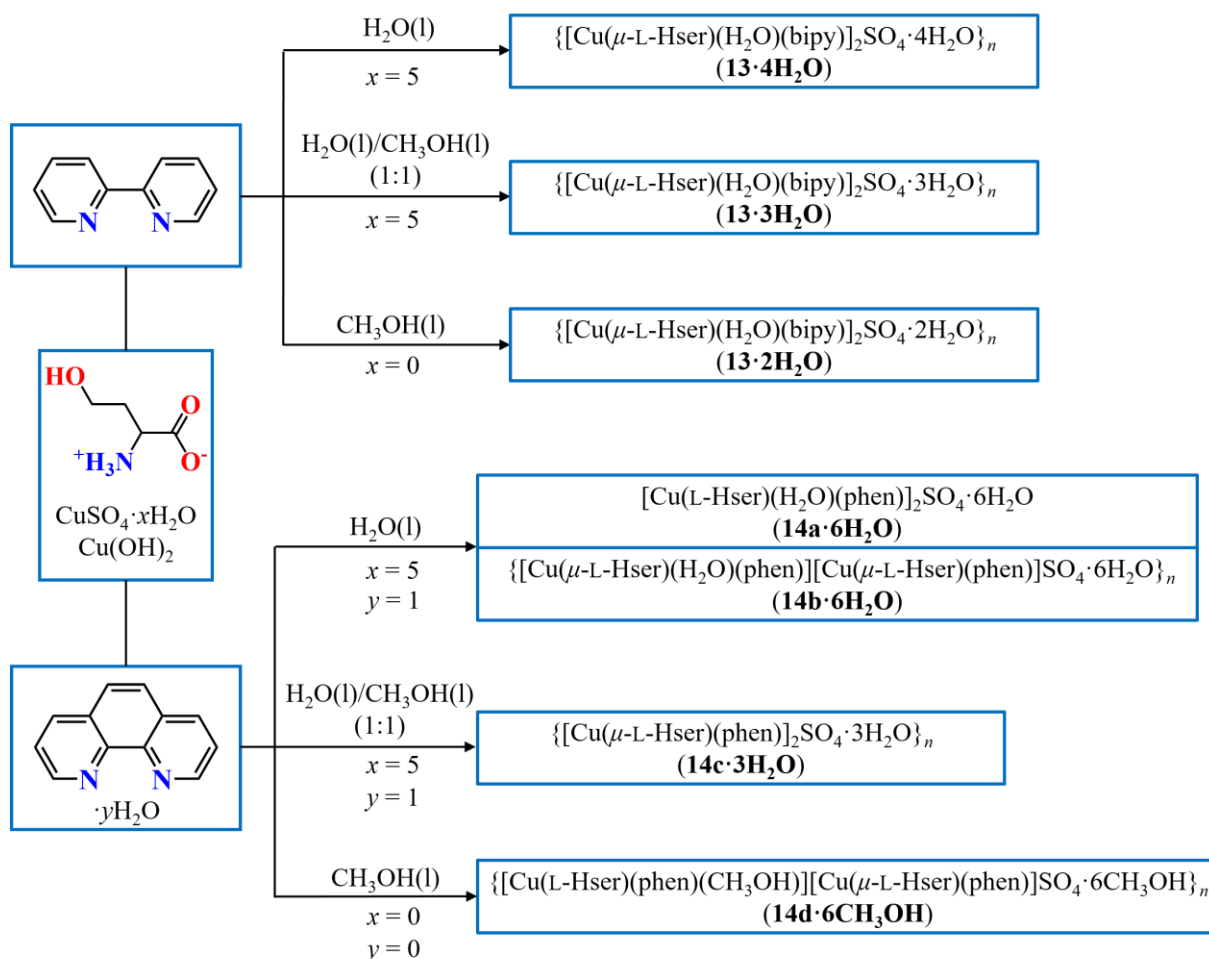 H₂O(l)
x = 5
{[Cu(μ-L-Hser)(H₂O)(bipy)]₂SO₄·4H₂O}ₙ
(13·4H₂O)
N N
H₂O(l)/CH₃OH(l)
(1:1)
x = 5
{[Cu(μ-L-Hser)(H₂O)(bipy)]₂SO₄·3H₂O}ₙ
(13·3H₂O)
CH₃OH(l)
x = 0
{[Cu(μ-L-Hser)(H₂O)(bipy)]₂SO₄·2H₂O}ₙ
(13·2H₂O)
HO
O
⁺H₃N
O⁻
CuSO₄·xH₂O
Cu(OH)₂
H₂O(l)
x = 5
y = 1
[Cu(L-Hser)(H₂O)(phen)]₂SO₄·6H₂O
(14a·6H₂O)
{[Cu(μ-L-Hser)(H₂O)(phen)][Cu(μ-L-Hser)(phen)]SO₄·6H₂O}ₙ
(14b·6H₂O)
N N
·yH₂O
H₂O(l)/CH₃OH(l)
(1:1)
x = 5
y = 1
{[Cu(μ-L-Hser)(phen)]₂SO₄·3H₂O}ₙ
(14c·3H₂O)
CH₃OH(l)
x = 0
y = 0
{[Cu(L-Hser)(phen)(CH₃OH)][Cu(μ-L-Hser)(phen)]SO₄·6CH₃OH}ₙ
(14d·6CH₃OH)